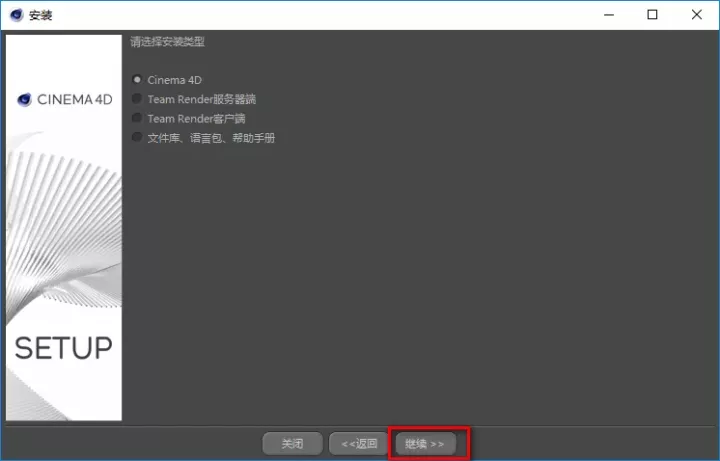 安装
请选择安装类型
CINEMA 4D
Cinema 4D
Team Render服务器端
Team Render客户端
文件库、语言包、帮助手册
SETUP
关闭
<<返回
继续 >>